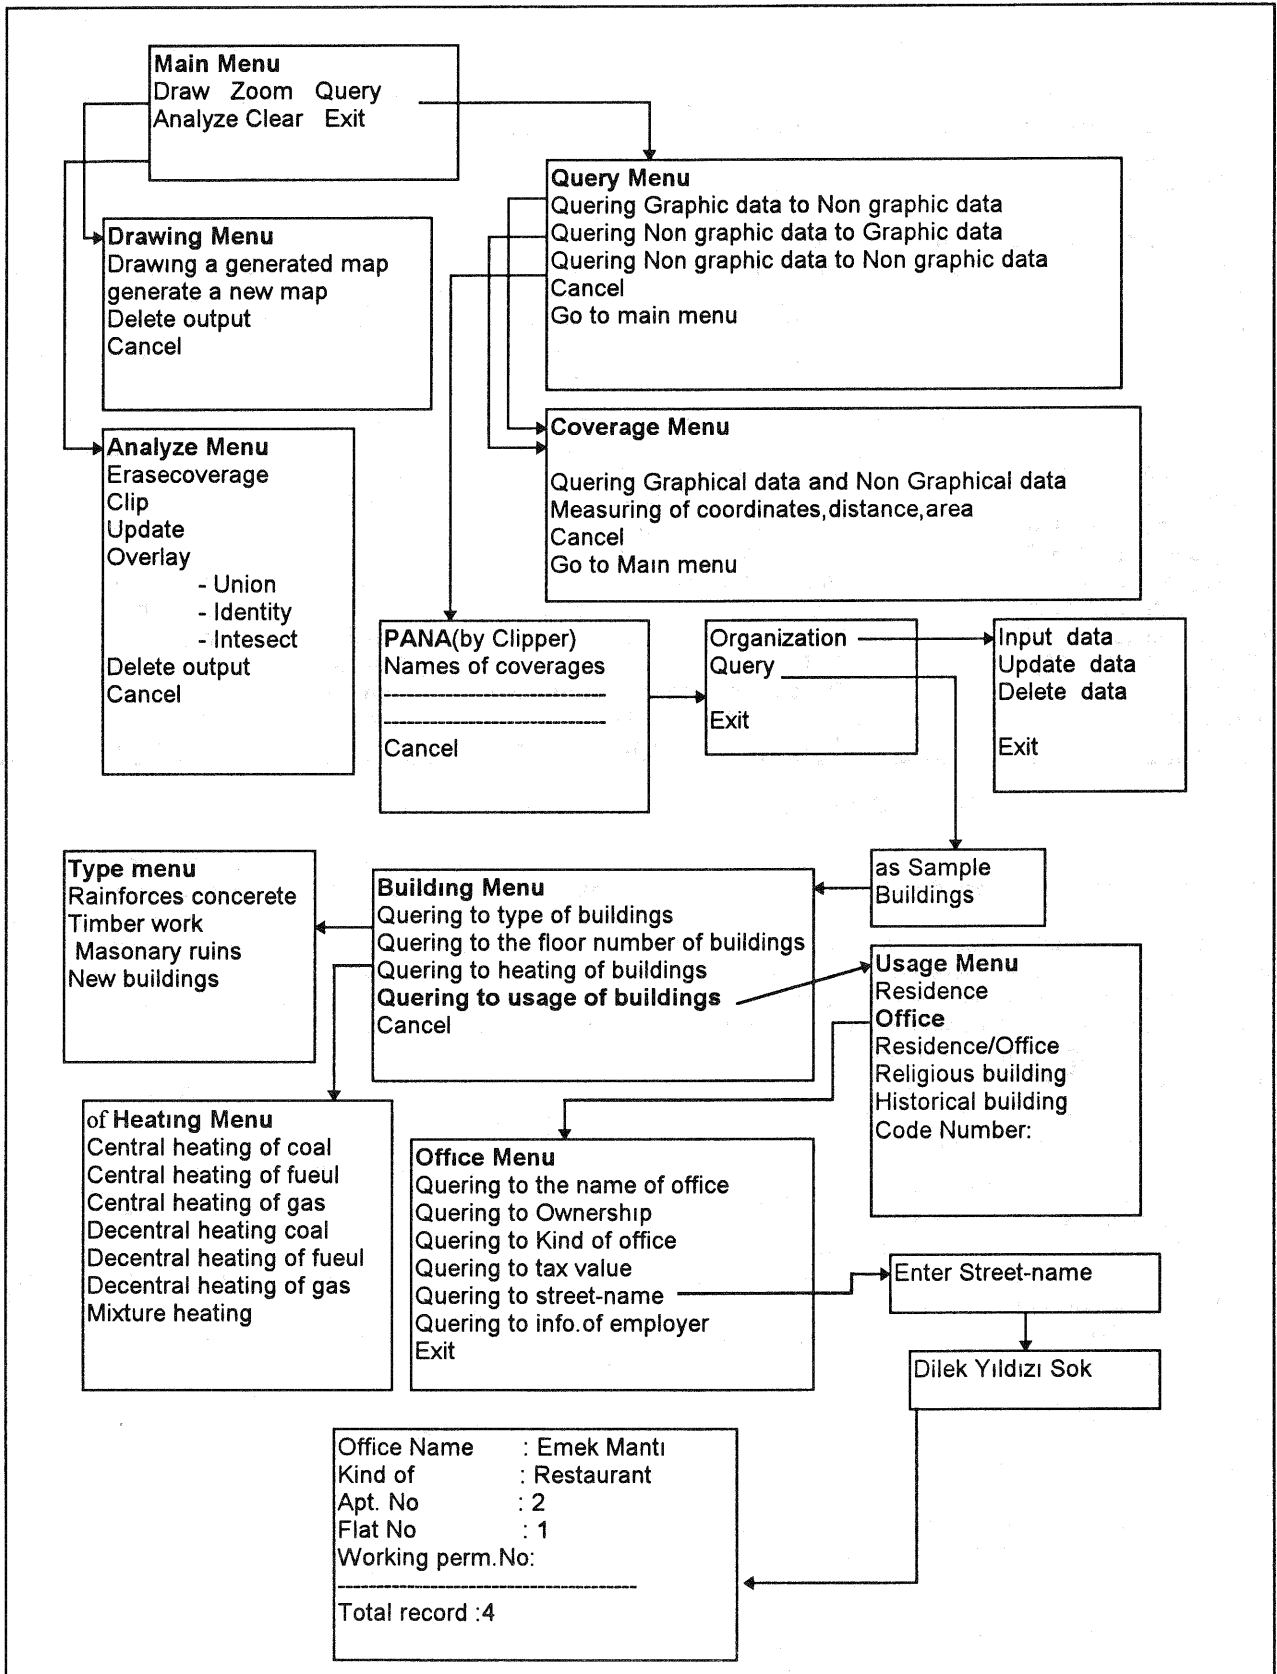 Main Menu
Draw Zoom Query
Analyze Clear Exit
Query Menu
Quering Graphic data to Non graphic data
Quering Non graphic data to Graphic data
Quering Non graphic data to Non graphic data
Cancel
Go to main menu
Drawing Menu
Drawıng a generated map
generate a new map
Delete output
Cancel
Coverage Menu
Quering Graphical data and Non Graphical data
Measuring of coordinates,distance,area
Cancel
Go to Maın menu
Analyze Menu
Erasecoverage
Clip
Update
Overlay
- Union
- Identity
- Intesect
Delete output
Cancel
PANA(by Clipper)
Names of coverages
----------------------------
----------------------------
Cancel
Organization
Query
Exit
Input data
Update data
Delete data
Exit
as Sample
Buildings
Type menu
Rainforces concerete
Timber work
Masonary ruins
New buildings
Building Menu
Quering to type of buildings
Quering to the floor number of buildings
Quering to heating of buildings
Quering to usage of buildings
Cancel
Usage Menu
Residence
Office
Residence/Office
Religious building
Historical building
Code Number:
of Heatıng Menu
Central heating of coal
Central heating of fueul
Central heating of gas
Decentral heating coal
Decentral heating of fueul
Decentral heating of gas
Mixture heating
Offıce Menu
Quering to the name of office
Quering to Ownershıp
Quering to Kind of office
Quering to tax value
Quering to street-name
Quering to info.of employer
Exit
Enter Street-name
Dilek Yıldızı Sok
Office Name : Emek Mantı
Kind of : Restaurant
Apt. No : 2
Flat No : 1
Working perm.No:
--------------------------------------
Total record :4